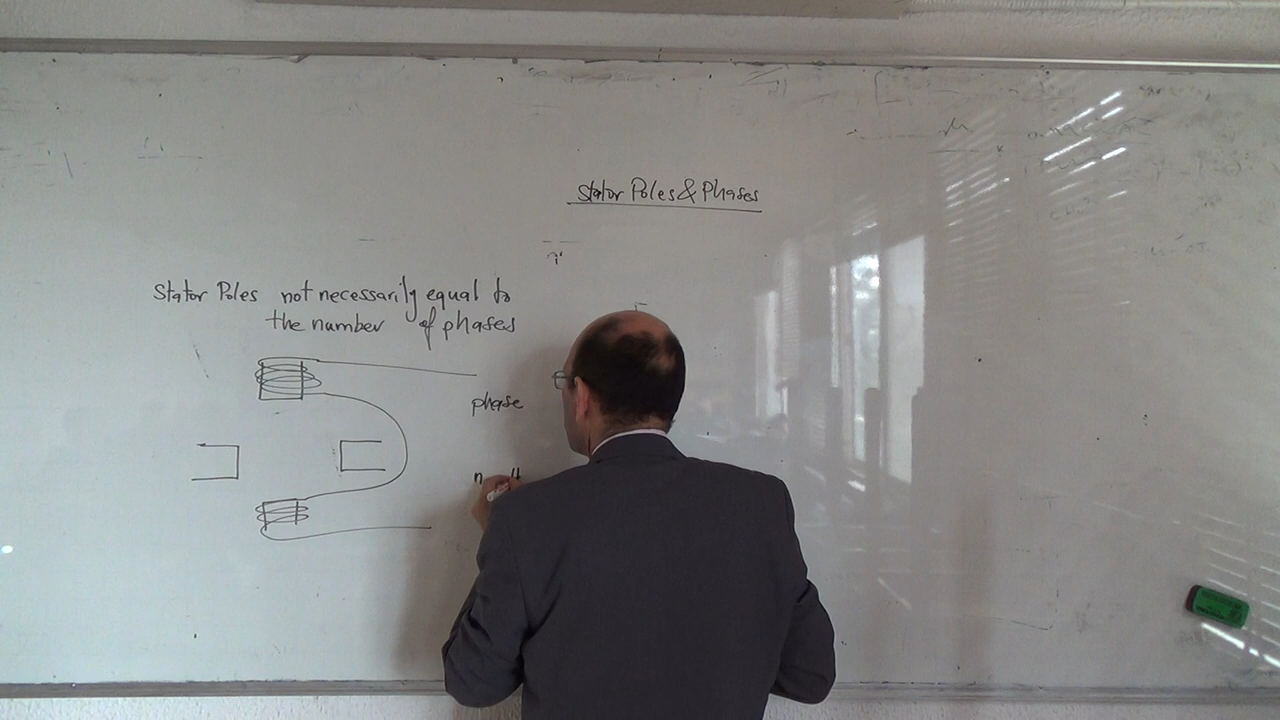 Stator Poles & Phases
Stator Poles not necessarily equal to
the number of phases
phase
n